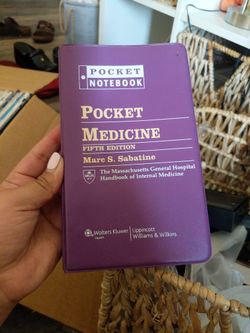 POCKET
NOTEBOOK
POCKET
MEDICINE
FIFTH EDITION
Marc S. Sabatine
The Massachusetts General Hospital
Handbook of Internal Medicine
Wolters Kluwer
Lippincott
Williams & Wilkins